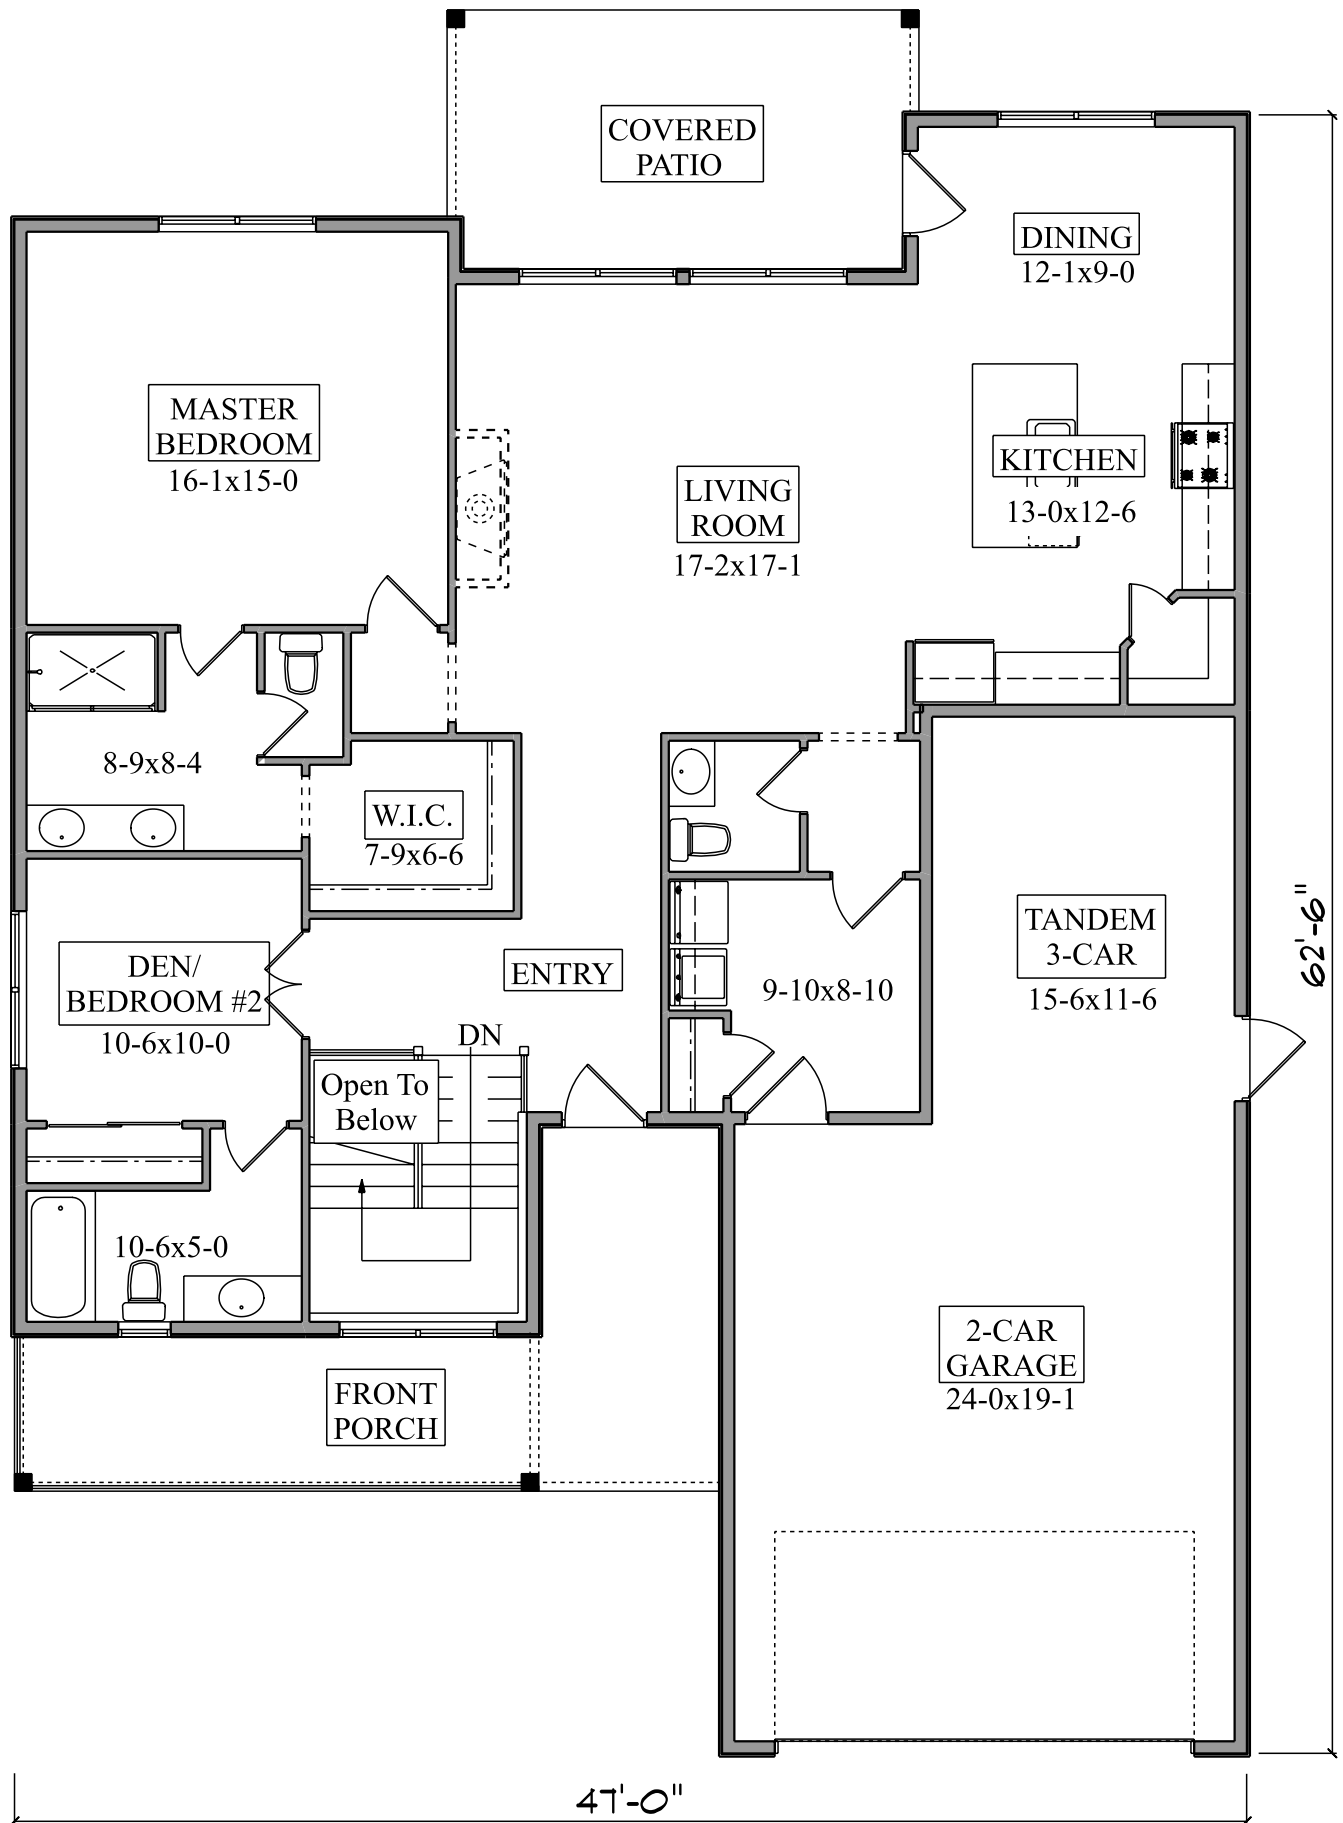 COVERED
PATIO
DINING
12-1x9-0
MASTER
BEDROOM
16-1x15-0
KITCHEN
13-0x12-6
LIVING
ROOM
17-2x17-1
8-9x8-4
W.I.C.
7-9x6-6
TANDEM
3-CAR
15-6x11-6
62'-6"
DEN/
BEDROOM #2
10-6x10-0
ENTRY
9-10x8-10
DN
Open To
Below
10-6x5-0
2-CAR
GARAGE
24-0x19-1
FRONT
PORCH
47'-0"